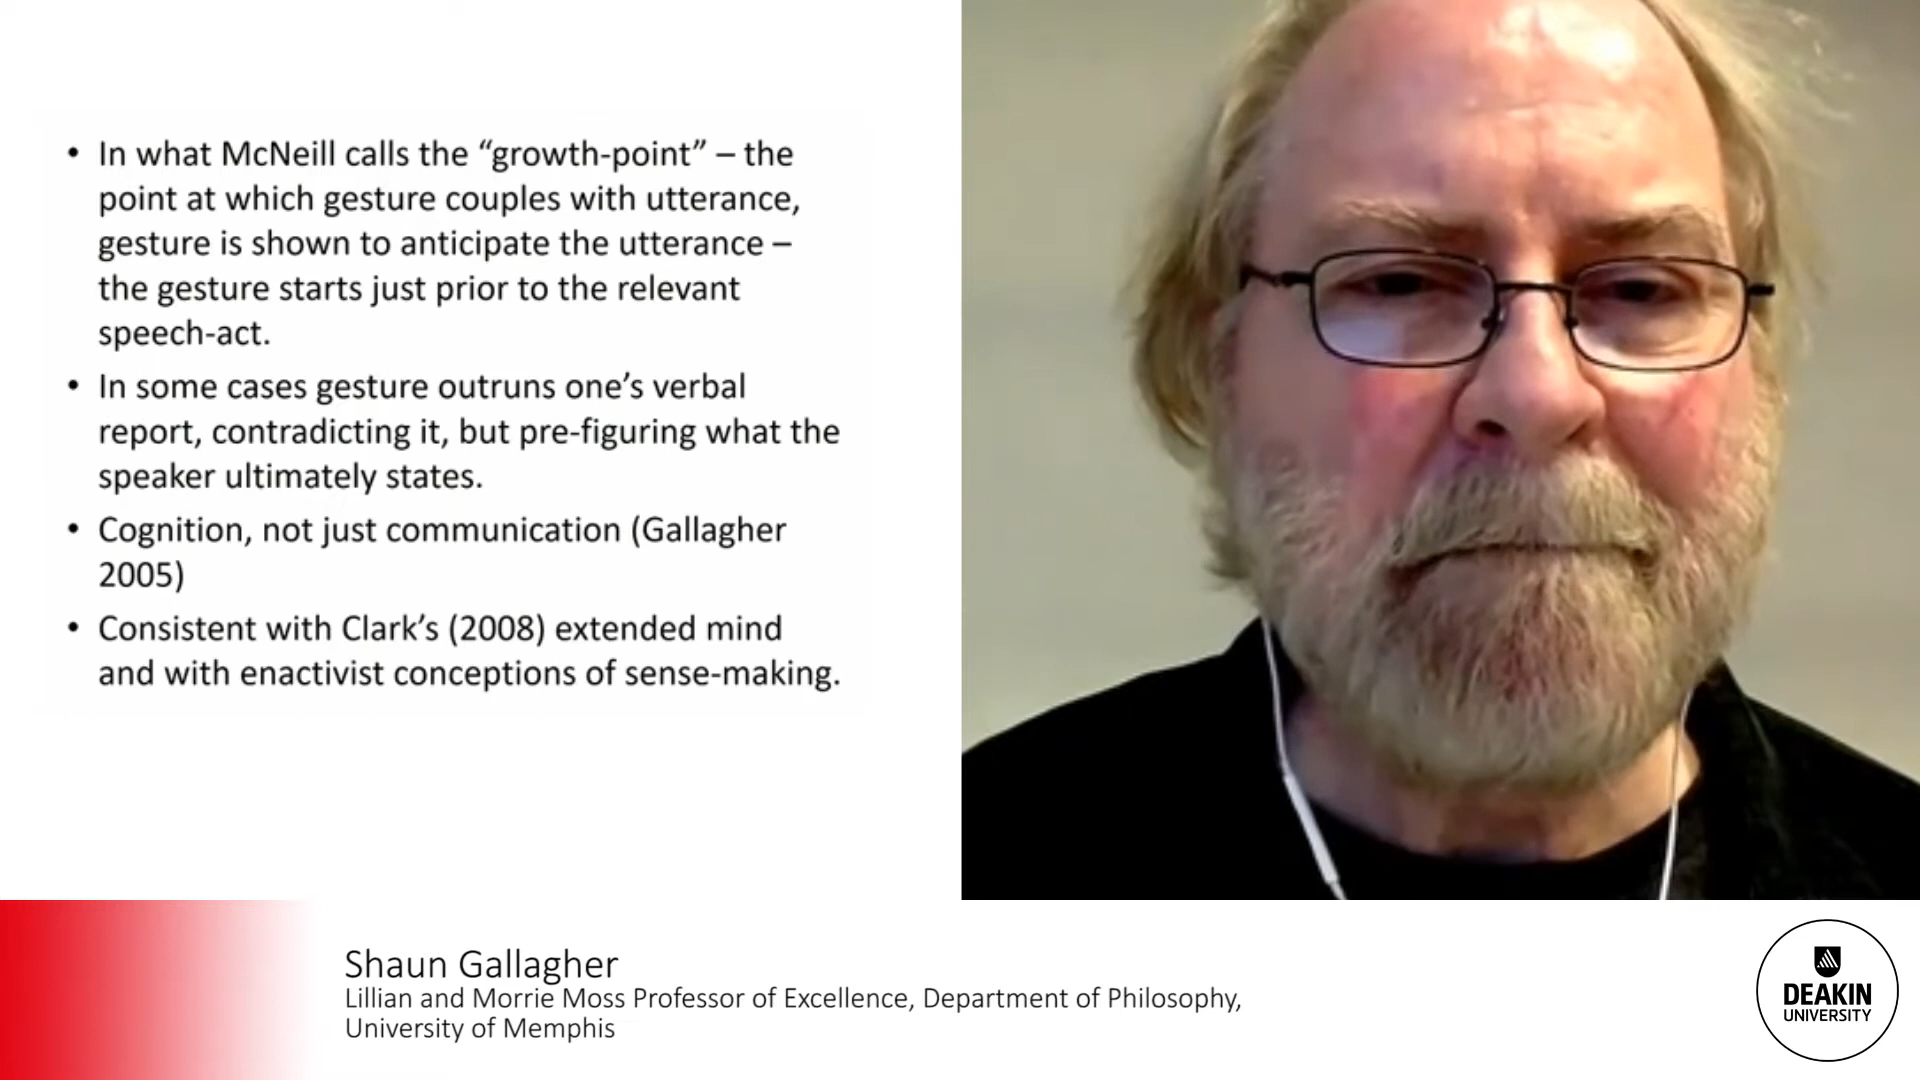 • In what McNeill calls the “growth-point” – the
point at which gesture couples with utterance,
gesture is shown to anticipate the utterance –
the gesture starts just prior to the relevant
speech-act.
• In some cases gesture outruns one’s verbal
report, contradicting it, but pre-figuring what the
speaker ultimately states.
• Cognition, not just communication (Gallagher
2005)
• Consistent with Clark’s (2008) extended mind
and with enactivist conceptions of sense-making.
Shaun Gallagher
Lillian and Morrie Moss Professor of Excellence, Department of Philosophy,
University of Memphis
DEAKIN
UNIVERSITY